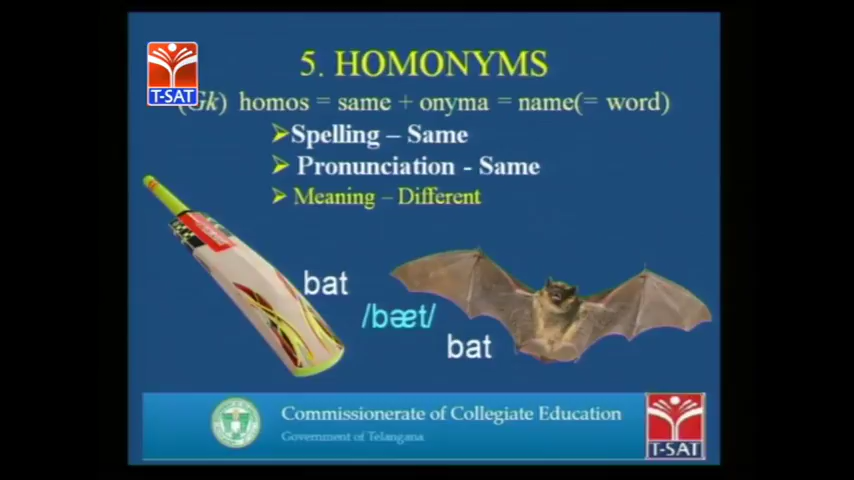 5. HOMONYMS
T-SAT
Gk) homos = same + onyma = name(= word)
➢Spelling – Same
➢ Pronunciation - Same
➢ Meaning – Different
bat
/bæt/
bat
Commissionerate of Collegiate Education
Government of Telangana
T-SAT